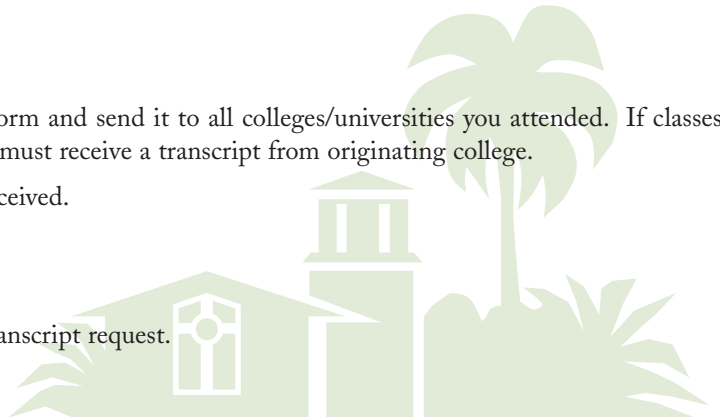 orm and send it to all colleges/universities you attended. If classes
must receive a transcript from originating college.
ceived.
anscript request.